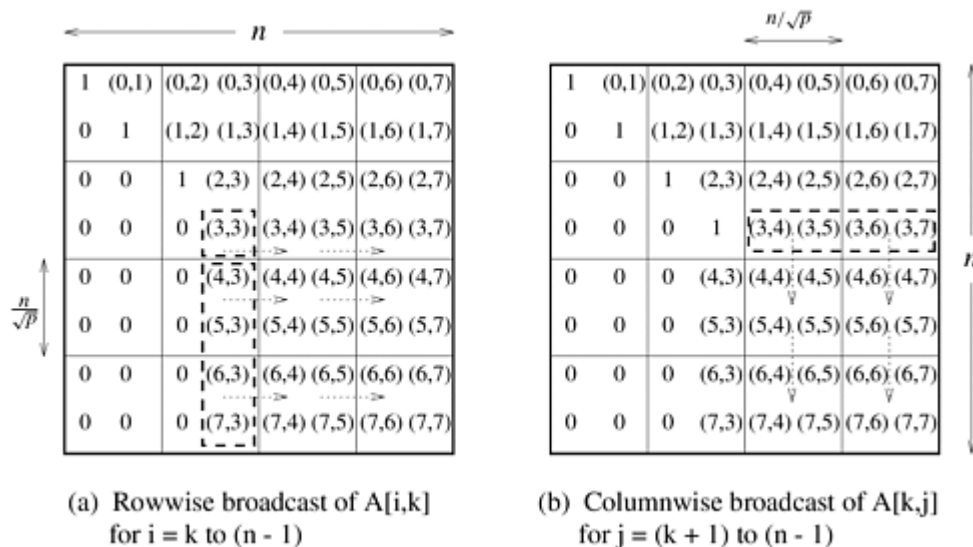 n
n/√p
1 (0,1) (0,2) (0,3) (0,4) (0,5) (0,6) (0,7)
0 1 (1,2) (1,3) (1,4) (1,5) (1,6) (1,7)
0 0 1 (2,3) (2,4) (2,5) (2,6) (2,7)
0 0 0 (3,3) (3,4) (3,5) (3,6) (3,7)
0 0 0 (4,3) (4,4) (4,5) (4,6) (4,7)
0 0 0 (5,3) (5,4) (5,5) (5,6) (5,7)
0 0 0 (6,3) (6,4) (6,5) (6,6) (6,7)
0 0 0 (7,3) (7,4) (7,5) (7,6) (7,7)
n
√p
(a) Rowwise broadcast of A[i,k]
for i = k to (n - 1)
1 (0,1) (0,2) (0,3) (0,4) (0,5) (0,6) (0,7)
0 1 (1,2) (1,3) (1,4) (1,5) (1,6) (1,7)
0 0 1 (2,3) (2,4) (2,5) (2,6) (2,7)
0 0 0 1 (3,4) (3,5) (3,6) (3,7)
0 0 0 (4,3) (4,4) (4,5) (4,6) (4,7)
0 0 0 (5,3) (5,4) (5,5) (5,6) (5,7)
0 0 0 (6,3) (6,4) (6,5) (6,6) (6,7)
0 0 0 (7,3) (7,4) (7,5) (7,6) (7,7)
n
(b) Columnwise broadcast of A[k,j]
for j = (k + 1) to (n - 1)